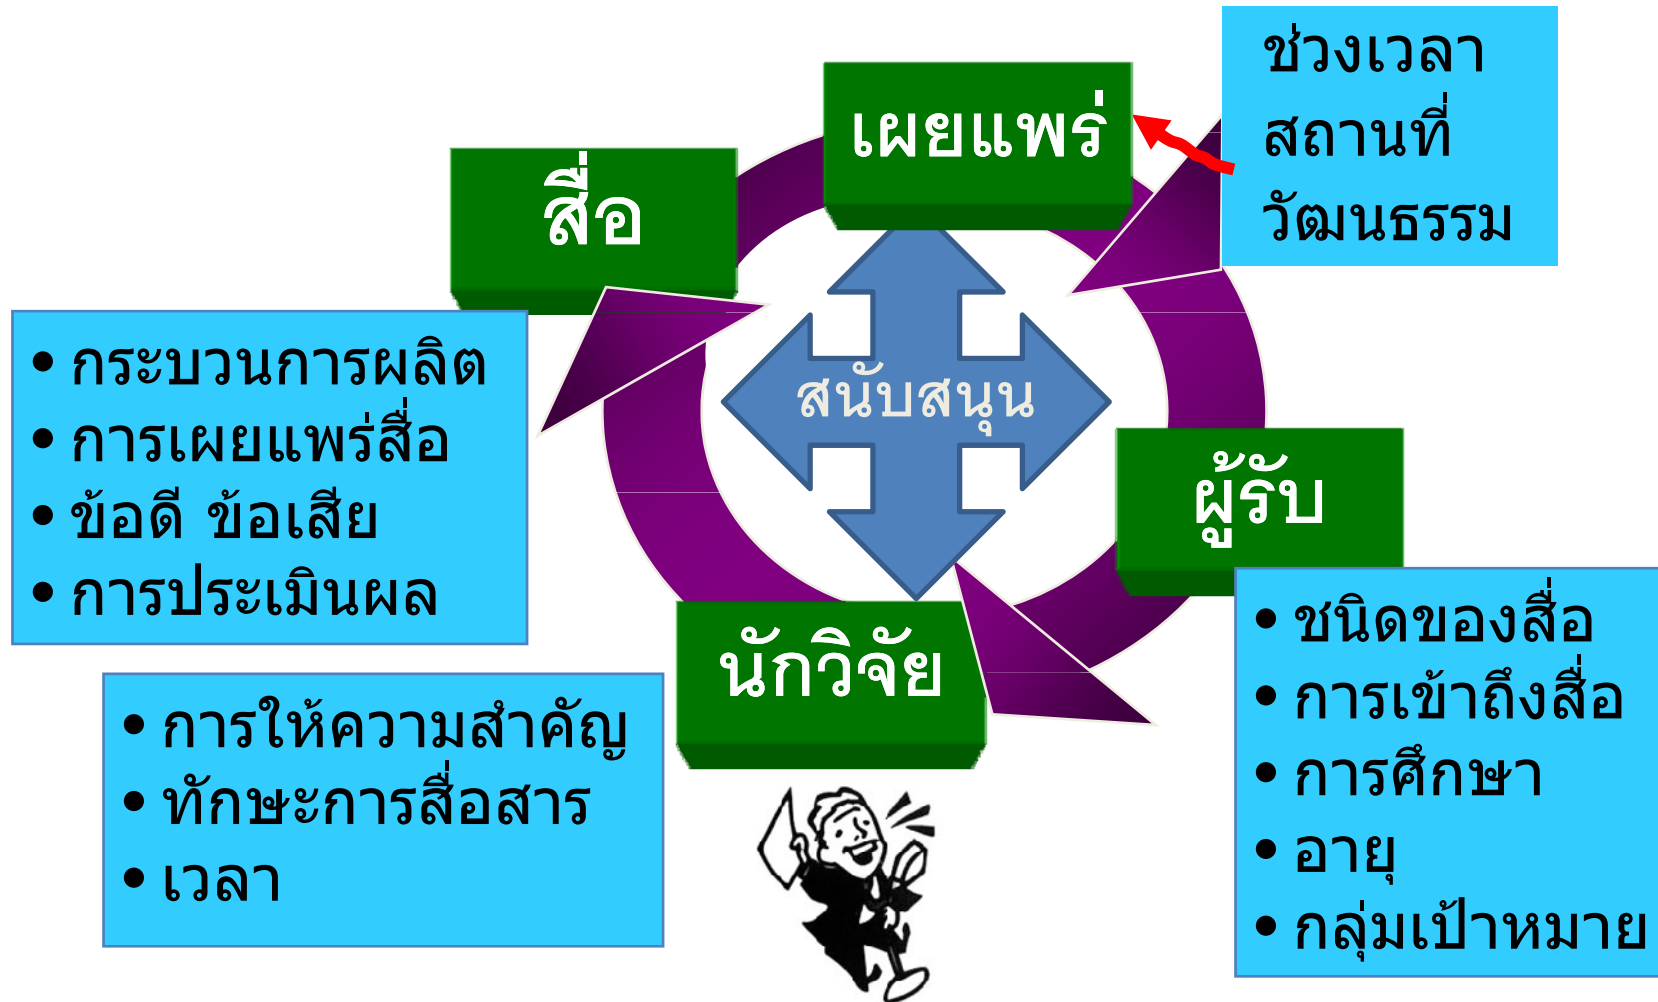 ช่วงเวลา
สถานที่
วัฒนธรรม
เผยแพร่
สื่อ
• กระบวนการผลิต
• การเผยแพร่สื่อ
• ข้อดี ข้อเสีย
• การประเมินผล
สนับสนุน
ผู้รับ
• ชนิดของสื่อ
• การเข้าถึงสื่อ
• การศึกษา
• อายุ
• กลุ่มเป้าหมาย
นักวิจัย
• การให้ความสำคัญ
• ทักษะการสื่อสาร
• เวลา